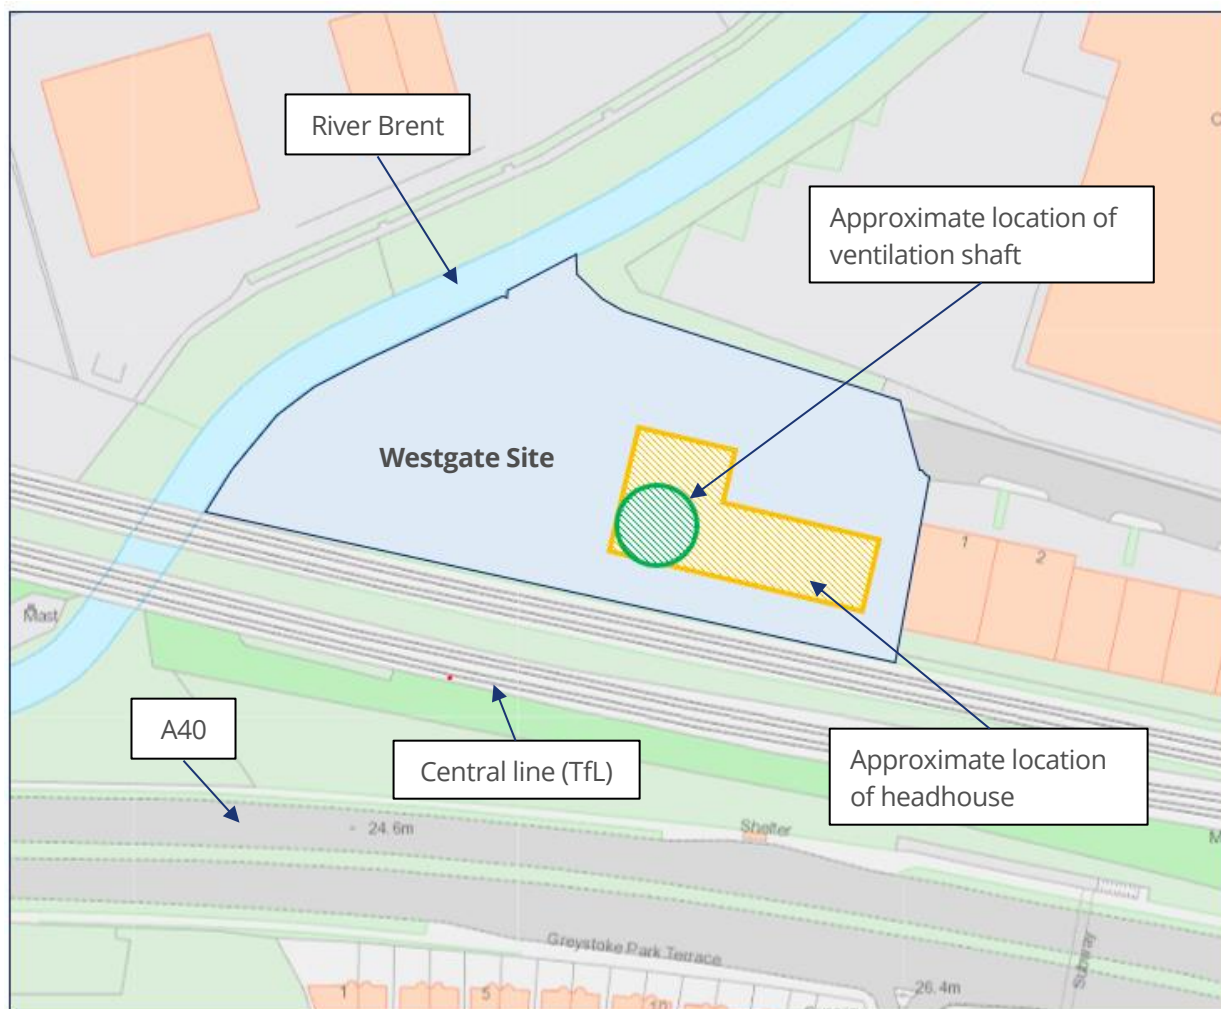 River Brent
Approximate location of
ventilation shaft
Westgate Site
1
2
Mast
A40
Central line (TfL)
Approximate location
of headhouse
24.6m
Shelter
Subway
Greystoke Park Terrace
1
5
10
26.4m